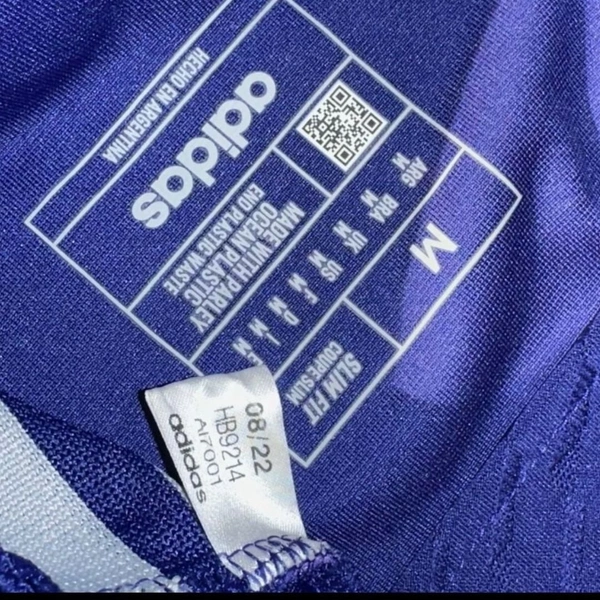 HECHO EN ARGENTINA
adidas
MADE WITH PARLEY
OCEAN PLASTIC
END PLASTIC WASTE
ARG
M
BRA
M
UK
M
US
M
F
M
D
M
M
SLIM FIT
COUPE SLIM
08/22
HB9214
AI7001
adidas